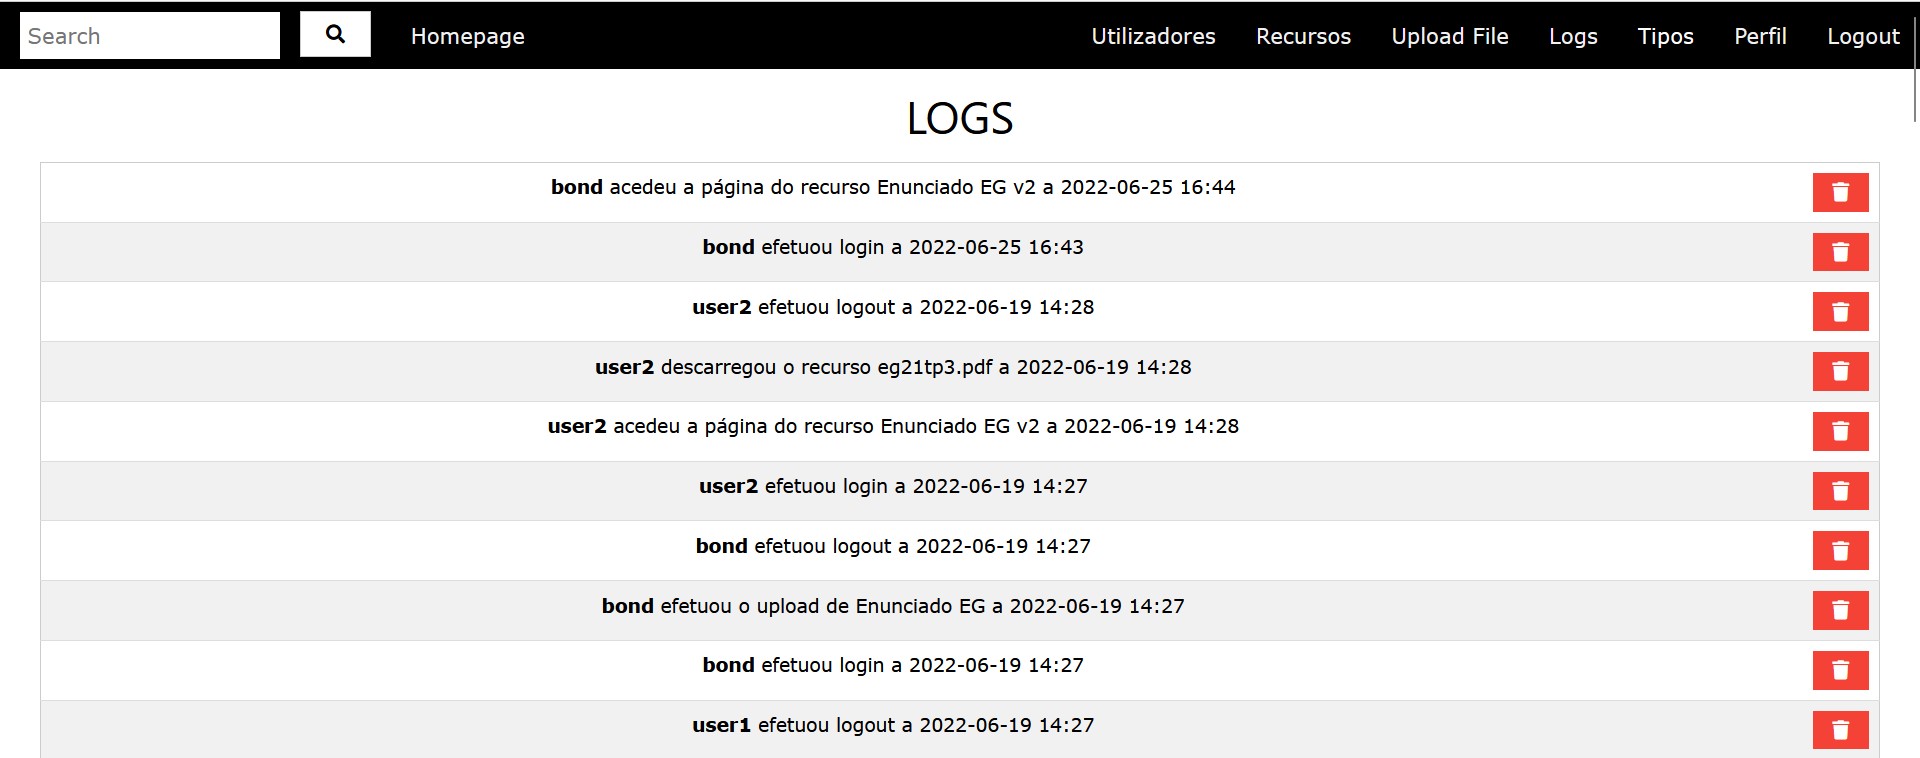 Search Homepage Utilizadores Recursos Upload File Logs Tipos Perfil Logout
LOGS
bond acedeu a página do recurso Enunciado EG v2 a 2022-06-25 16:44
bond efetuou login a 2022-06-25 16:43
user2 efetuou logout a 2022-06-19 14:28
user2 descarregou o recurso eg21tp3.pdf a 2022-06-19 14:28
user2 acedeu a página do recurso Enunciado EG v2 a 2022-06-19 14:28
user2 efetuou login a 2022-06-19 14:27
bond efetuou logout a 2022-06-19 14:27
bond efetuou o upload de Enunciado EG a 2022-06-19 14:27
bond efetuou login a 2022-06-19 14:27
user1 efetuou logout a 2022-06-19 14:27